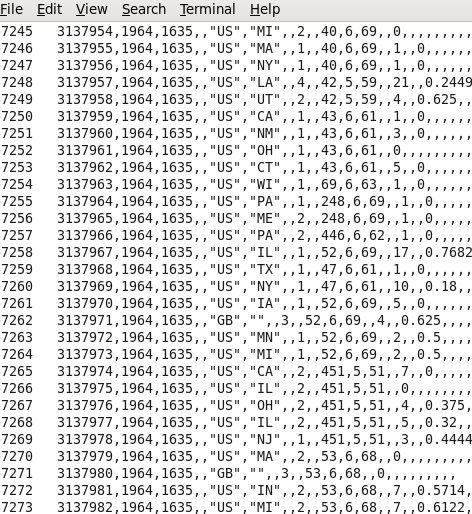 File Edit View Search Terminal Help
7245 3137954,1964,1635,,"US","MI",,2,,40,6,69,,0,,,,,,,,,
7246 3137955,1964,1635,,"US","MA",,1,,40,6,69,,1,,0,,,,,,
7247 3137956,1964,1635,,"US","NY",,1,,40,6,69,,1,,0,,,,,,
7248 3137957,1964,1635,,"US","LA",,4,,42,5,59,,21,,0.2449
7249 3137958,1964,1635,,"US","UT",,2,,42,5,59,,4,,0.625,,
7250 3137959,1964,1635,,"US","CA",,1,,43,6,61,,1,,0,,,,,,
7251 3137960,1964,1635,,"US","NM",,1,,43,6,61,,3,,0,,,,,,
7252 3137961,1964,1635,,"US","OH",,1,,43,6,61,,0,,,,,,,,,
7253 3137962,1964,1635,,"US","CT",,1,,43,6,61,,5,,0,,,,,,
7254 3137963,1964,1635,,"US","WI",,1,,69,6,63,,1,,0,,,,,,
7255 3137964,1964,1635,,"US","PA",,1,,248,6,69,,1,,0,,,,,
7256 3137965,1964,1635,,"US","ME",,2,,248,6,69,,1,,0,,,,,
7257 3137966,1964,1635,,"US","PA",,2,,446,6,62,,1,,0,,,,,
7258 3137967,1964,1635,,"US","IL",,1,,52,6,69,,17,,0.7682
7259 3137968,1964,1635,,"US","TX",,1,,47,6,61,,1,,0,,,,,,
7260 3137969,1964,1635,,"US","NY",,1,,47,6,61,,10,,0.18,,
7261 3137970,1964,1635,,"US","IA",,1,,52,6,69,,5,,0,,,,,,
7262 3137971,1964,1635,,"GB","",,3,,52,6,69,,4,,0.625,,,,
7263 3137972,1964,1635,,"US","MN",,1,,52,6,69,,2,,0.5,,,,
7264 3137973,1964,1635,,"US","MI",,1,,52,6,69,,2,,0.5,,,,
7265 3137974,1964,1635,,"US","CA",,2,,451,5,51,,7,,0,,,,,
7266 3137975,1964,1635,,"US","IL",,2,,451,5,51,,0,,,,,,,,
7267 3137976,1964,1635,,"US","OH",,2,,451,5,51,,4,,0.375,
7268 3137977,1964,1635,,"US","IL",,2,,451,5,51,,5,,0.32,,
7269 3137978,1964,1635,,"US","NJ",,1,,451,5,51,,3,,0.4444
7270 3137979,1964,1635,,"US","MA",,2,,53,6,68,,0,,,,,,,,,
7271 3137980,1964,1635,,"GB","",,3,,53,6,68,,0,,,,,,,,,
7272 3137981,1964,1635,,"US","IN",,2,,53,6,68,,7,,0.5714,
7273 3137982,1964,1635,,"US","MI",,2,,53,6,68,,7,,0.6122,